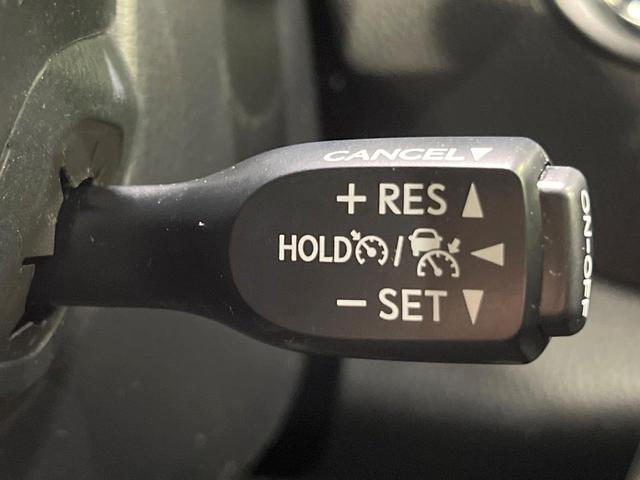 CANCEL▼
+ RES ▲
HOLD / ◀
− SET ▼
ON-OFF